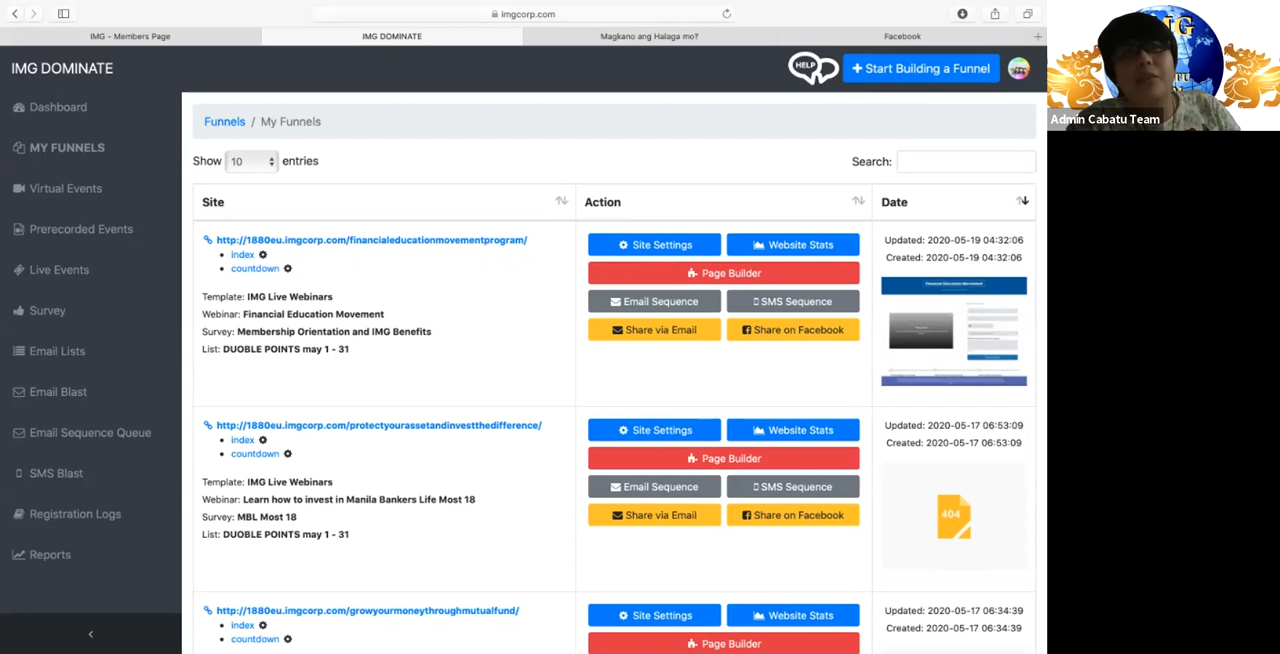 imgcorp.com
IMG - Members Page
IMG DOMINATE
Magkano ang Halaga mo?
Facebook
IMG DOMINATE
HELP
Start Building a Funnel
Admin Cabatu Team
Dashboard
MY FUNNELS
Virtual Events
Prerecorded Events
Live Events
Survey
Email Lists
Email Blast
Email Sequence Queue
SMS Blast
Registration Logs
Reports
Funnels / My Funnels
Show 10 entries
Search:
Site
Action
Date
http://1880eu.imgcorp.com/financialeducationmovementprogram/
index
countdown
Template: IMG Live Webinars
Webinar: Financial Education Movement
Survey: Membership Orientation and IMG Benefits
List: DUOBLE POINTS may 1 - 31
Site Settings
Website Stats
Page Builder
Email Sequence
SMS Sequence
Share via Email
Share on Facebook
Updated: 2020-05-19 04:32:06
Created: 2020-05-19 04:32:06
Financial Education Movement
http://1880eu.imgcorp.com/protectyourassetandinvestthedifference/
index
countdown
Template: IMG Live Webinars
Webinar: Learn how to invest in Manila Bankers Life Most 18
Survey: MBL Most 18
List: DUOBLE POINTS may 1 - 31
Site Settings
Website Stats
Page Builder
Email Sequence
SMS Sequence
Share via Email
Share on Facebook
Updated: 2020-05-17 06:53:09
Created: 2020-05-17 06:53:09
404
http://1880eu.imgcorp.com/growyourmoneythroughmutualfund/
index
countdown
Site Settings
Website Stats
Page Builder
Updated: 2020-05-17 06:34:39
Created: 2020-05-17 06:34:39